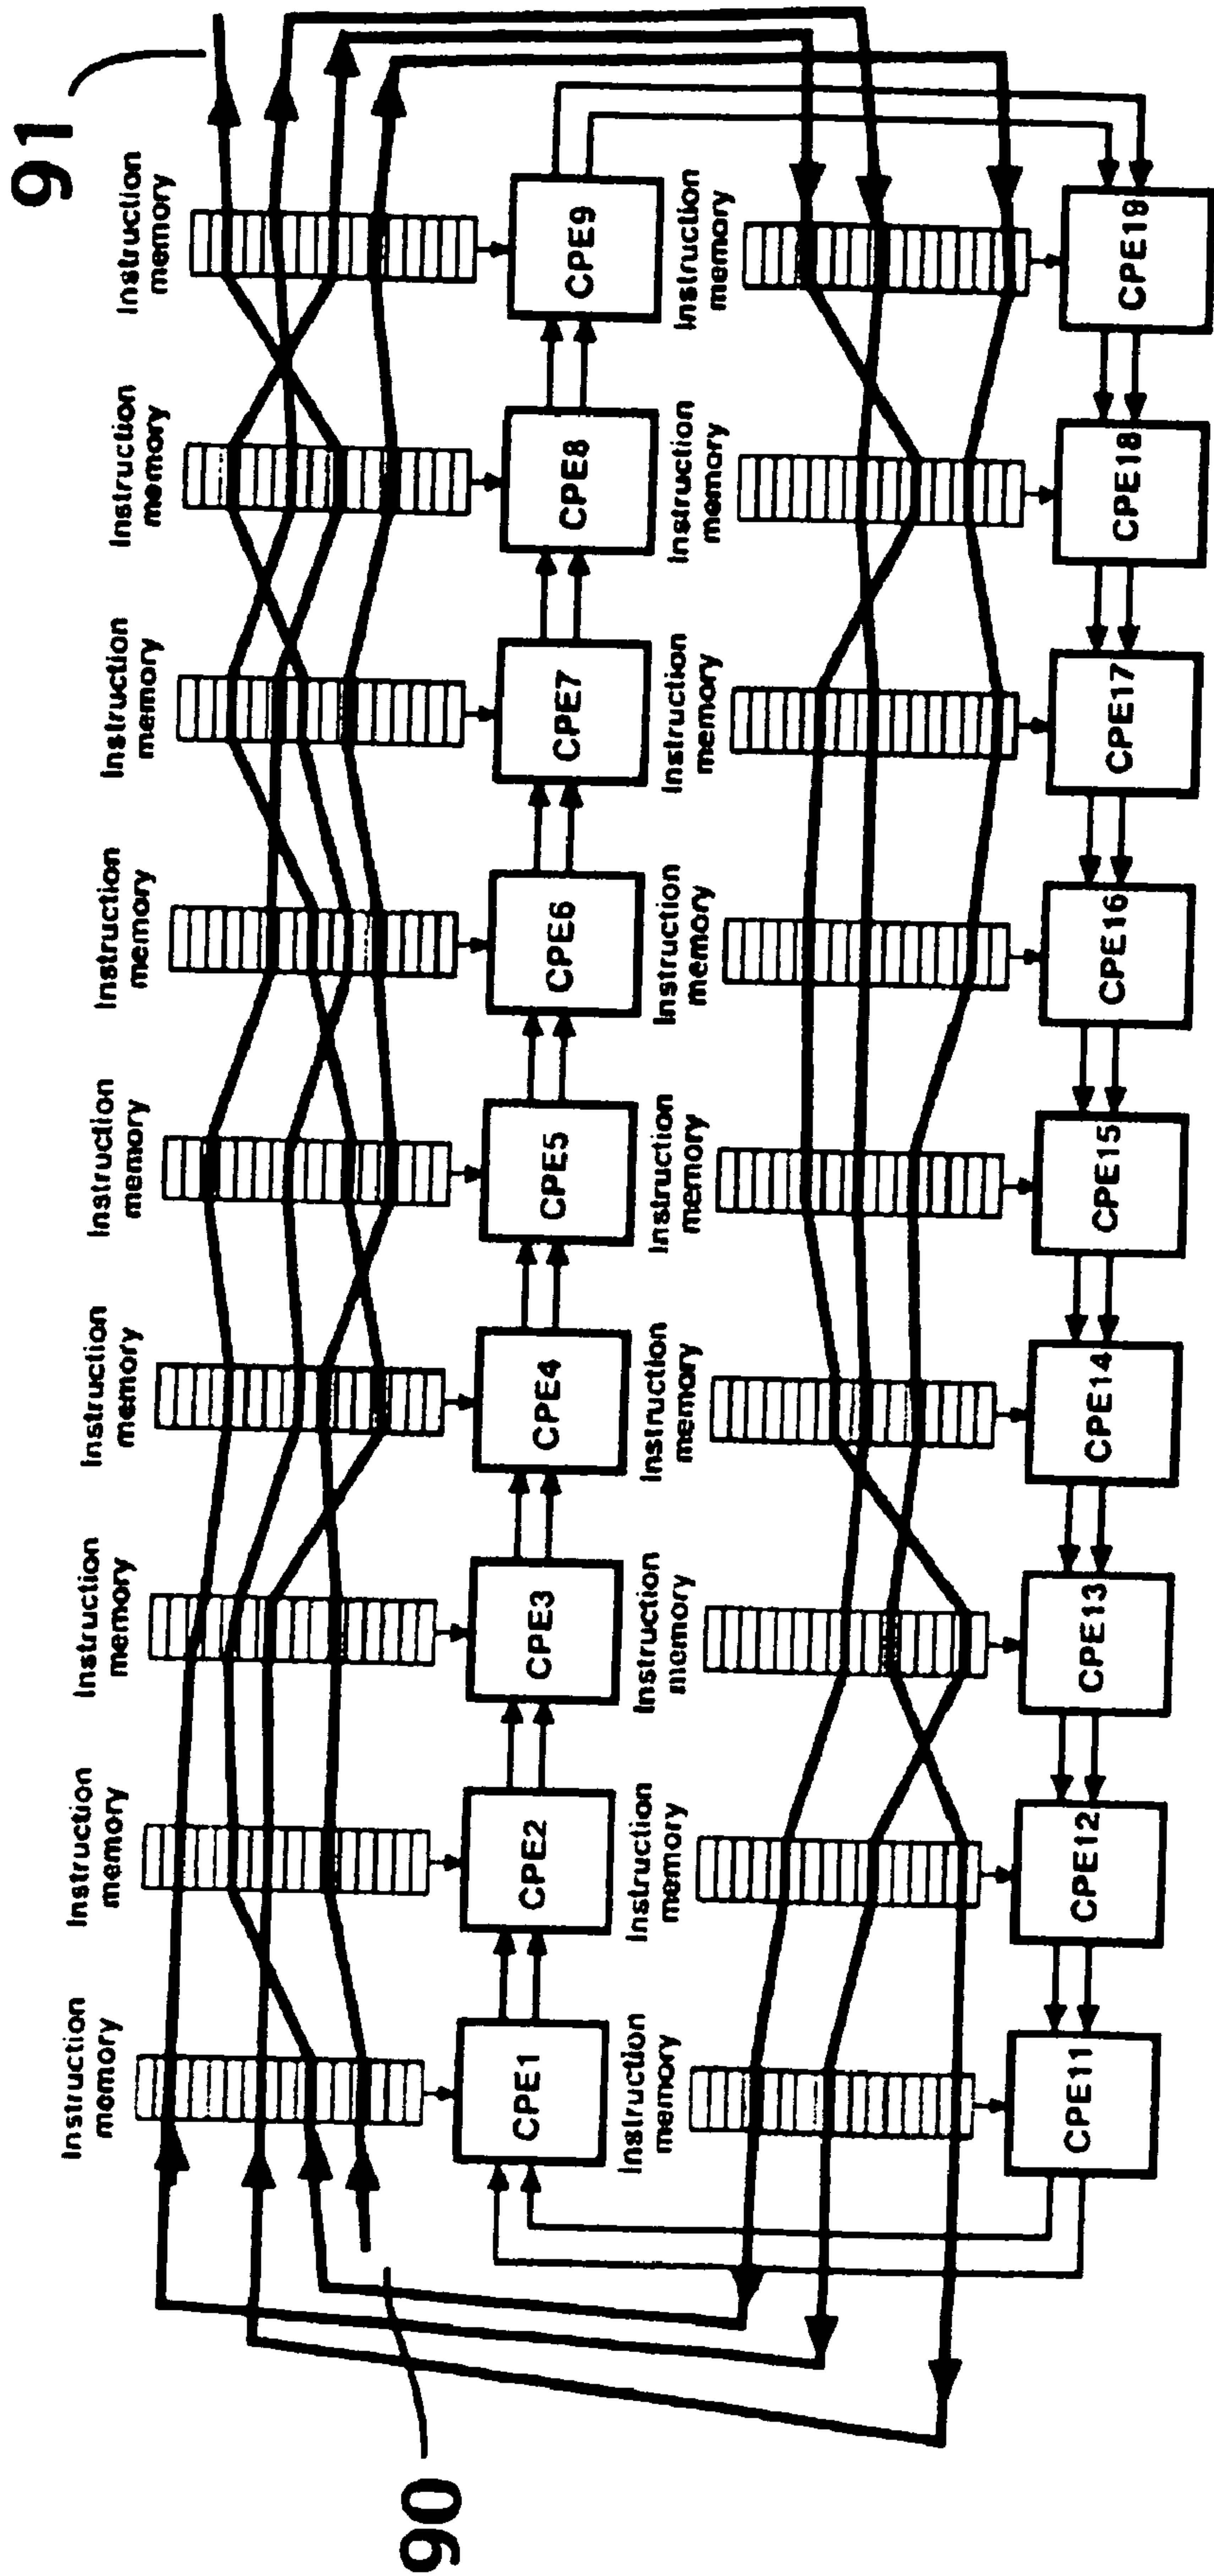 91
Instruction
memory
Instruction
memory
Instruction
memory
Instruction
memory
Instruction
memory
Instruction
memory
Instruction
memory
Instruction
memory
Instruction
memory
CPE1
CPE2
CPE3
CPE4
CPE5
CPE6
CPE7
CPE8
CPE9
Instruction
memory
Instruction
memory
Instruction
memory
Instruction
memory
Instruction
memory
Instruction
memory
Instruction
memory
Instruction
memory
Instruction
memory
CPE11
CPE12
CPE13
CPE14
CPE15
CPE16
CPE17
CPE18
CPE19
90